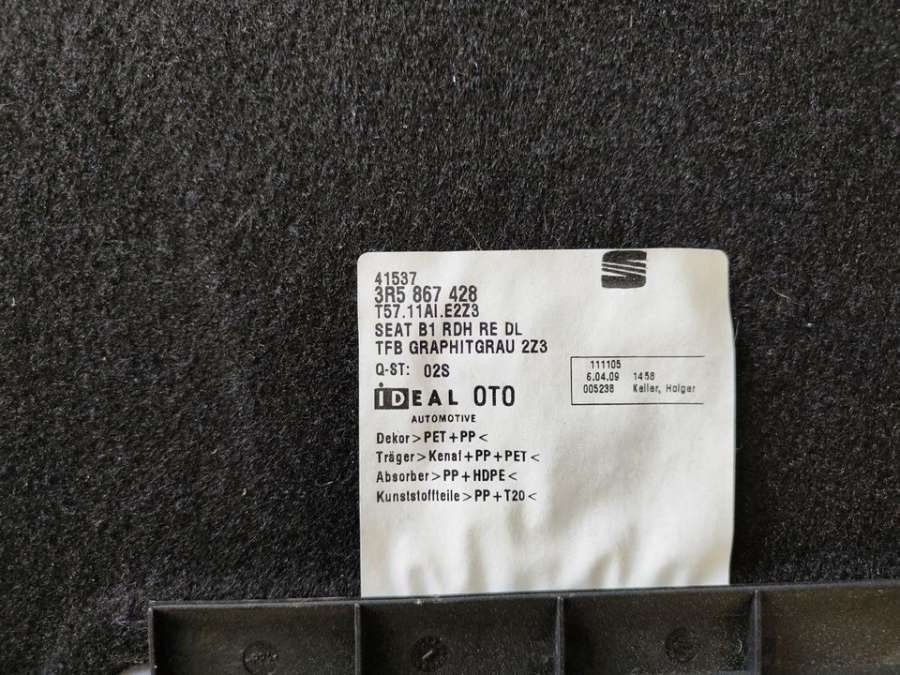 41537
3R5 867 428
T57.11AI.E2Z3
SEAT B1 RDH RE DL
TFB GRAPHITGRAU 2Z3
Q-ST: 02S
111105
6.04.09 1458
005238 Keller, Holger
iDEAL OTO
AUTOMOTIVE
Dekor>PET+PP<
Träger>Kenaf+PP+PET<
Absorber>PP+HDPE<
Kunststoffteile>PP+T20<